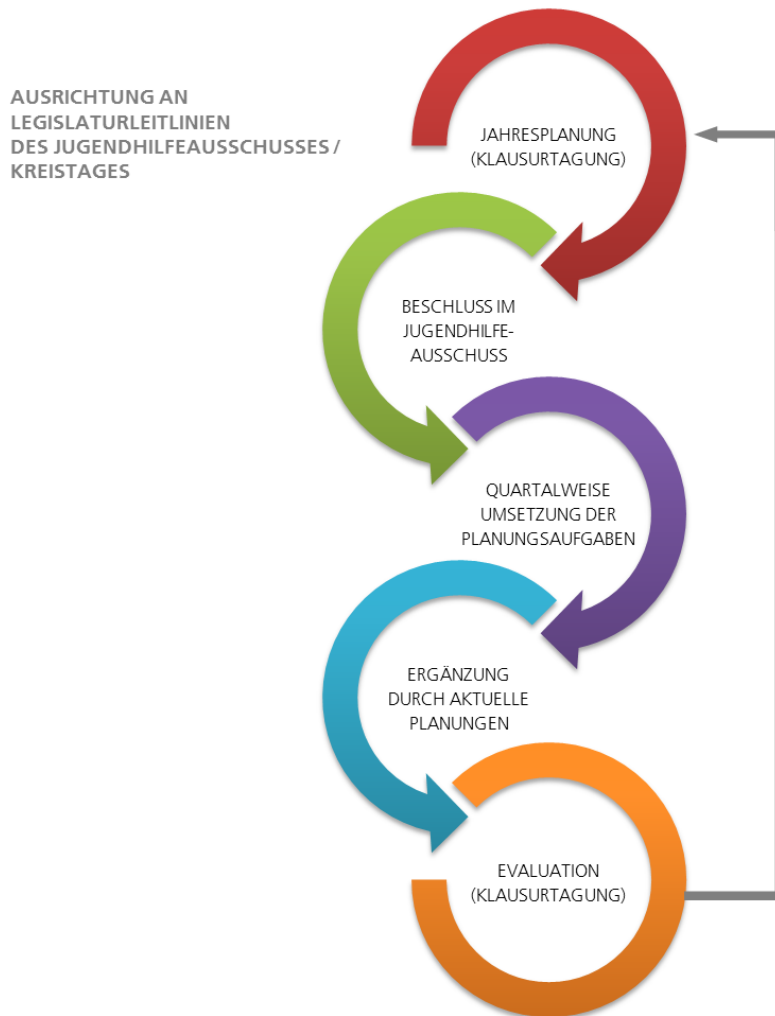 AUSRICHTUNG AN
LEGISLATURLEITLINIEN
DES JUGENDHILFEAUSSCHUSSES /
KREISTAGES
JAHRESPLANUNG
(KLAUSURTAGUNG)
BESCHLUSS IM
JUGENDHILFE-
AUSSCHUSS
QUARTALWEISE
UMSETZUNG DER
PLANUNGSAUFGABEN
ERGÄNZUNG
DURCH AKTUELLE
PLANUNGEN
EVALUATION
(KLAUSURTAGUNG)